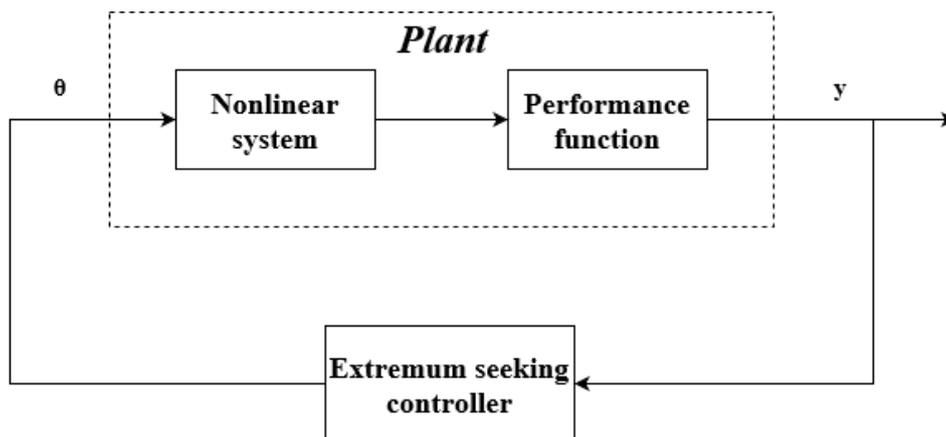 Plant
θ
Nonlinear
system
Performance
function
y
Extremum seeking
controller